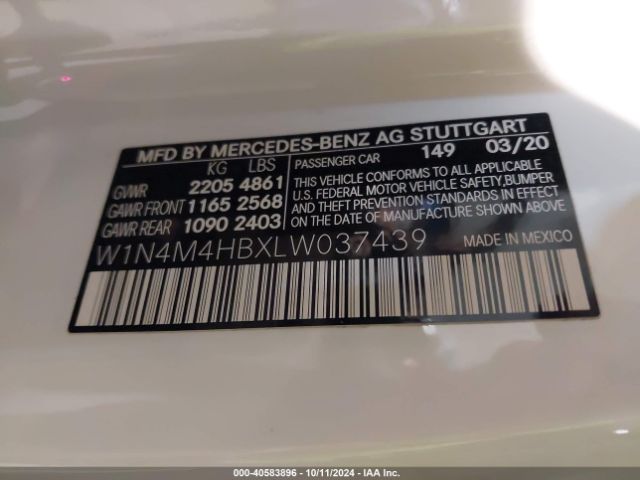 MFD BY MERCEDES-BENZ AG STUTTGART
KG LBS
PASSENGER CAR 149 03/20
GVWR 2205 4861
GAWR FRONT 1165 2568
GAWR REAR 1090 2403
THIS VEHICLE CONFORMS TO ALL APPLICABLE
U.S. FEDERAL MOTOR VEHICLE SAFETY,BUMPER
AND THEFT PREVENTION STANDARDS IN EFFECT
ON THE DATE OF MANUFACTURE SHOWN ABOVE.
W1N4M4HBXLW037439 MADE IN MEXICO
000-40583896 - 10/11/2024 - IAA Inc.